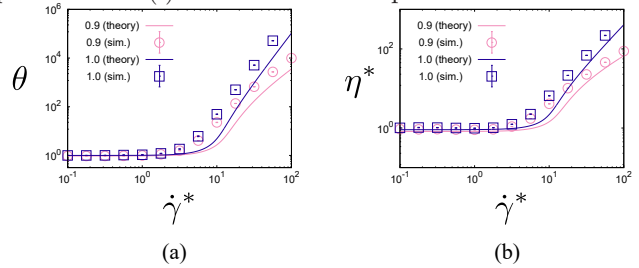 0.9 (theory)
0.9 (sim.)
1.0 (theory)
1.0 (sim.)
θ
10^6
10^4
10^2
10^0
10^-1
10^0
10^1
10^2
γ̇*
(a)
0.9 (theory)
0.9 (sim.)
1.0 (theory)
1.0 (sim.)
η*
10^2
10^0
10^-1
10^0
10^1
10^2
γ̇*
(b)